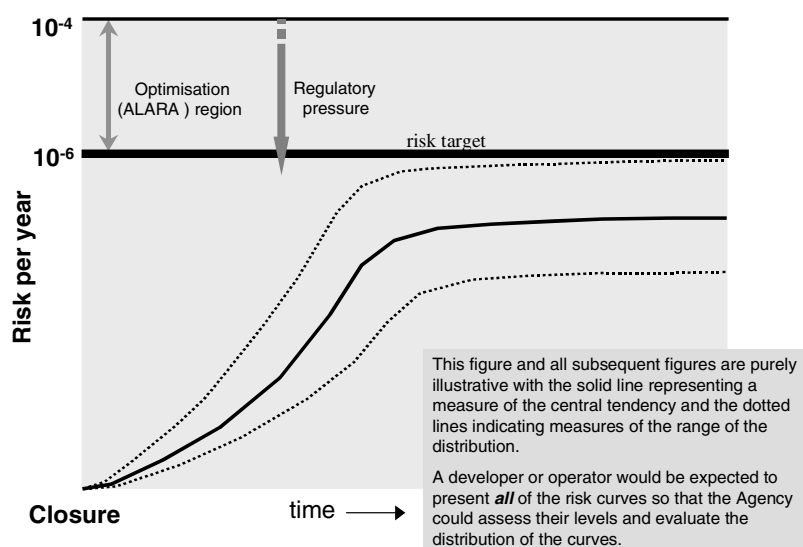 10-4
Optimisation
(ALARA ) region
Regulatory
pressure
risk target
10-6
Risk per year
This figure and all subsequent figures are purely
illustrative with the solid line representing a
measure of the central tendency and the dotted
lines indicating measures of the range of the
distribution.
A developer or operator would be expected to
present all of the risk curves so that the Agency
could assess their levels and evaluate the
distribution of the curves.
Closure
time